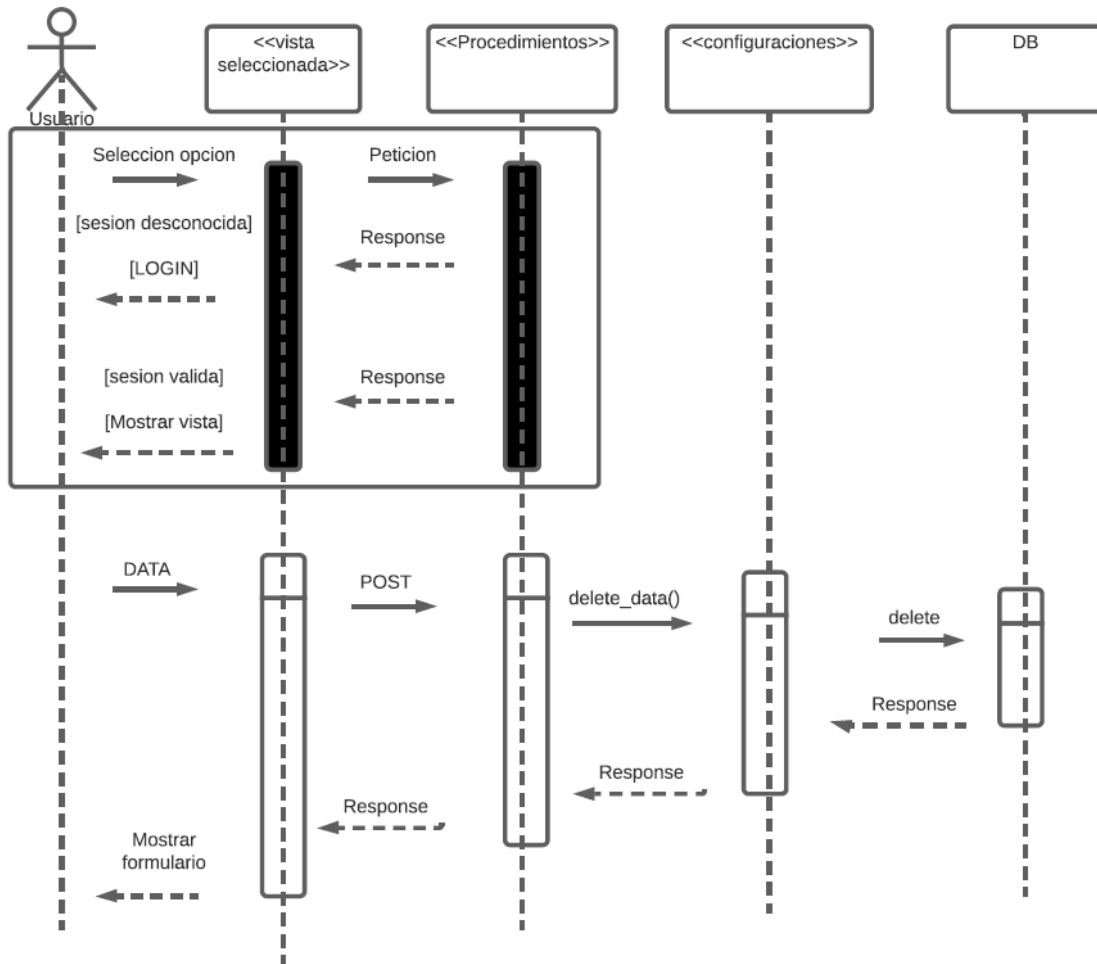 <<vista
seleccionada>>
<<Procedimientos>>
<<configuraciones>>
DB
Usuario
Seleccion opcion
Peticion
[sesion desconocida]
Response
[LOGIN]
[sesion valida]
Response
[Mostrar vista]
DATA
POST
delete_data()
delete
Response
Response
Response
Mostrar
formulario